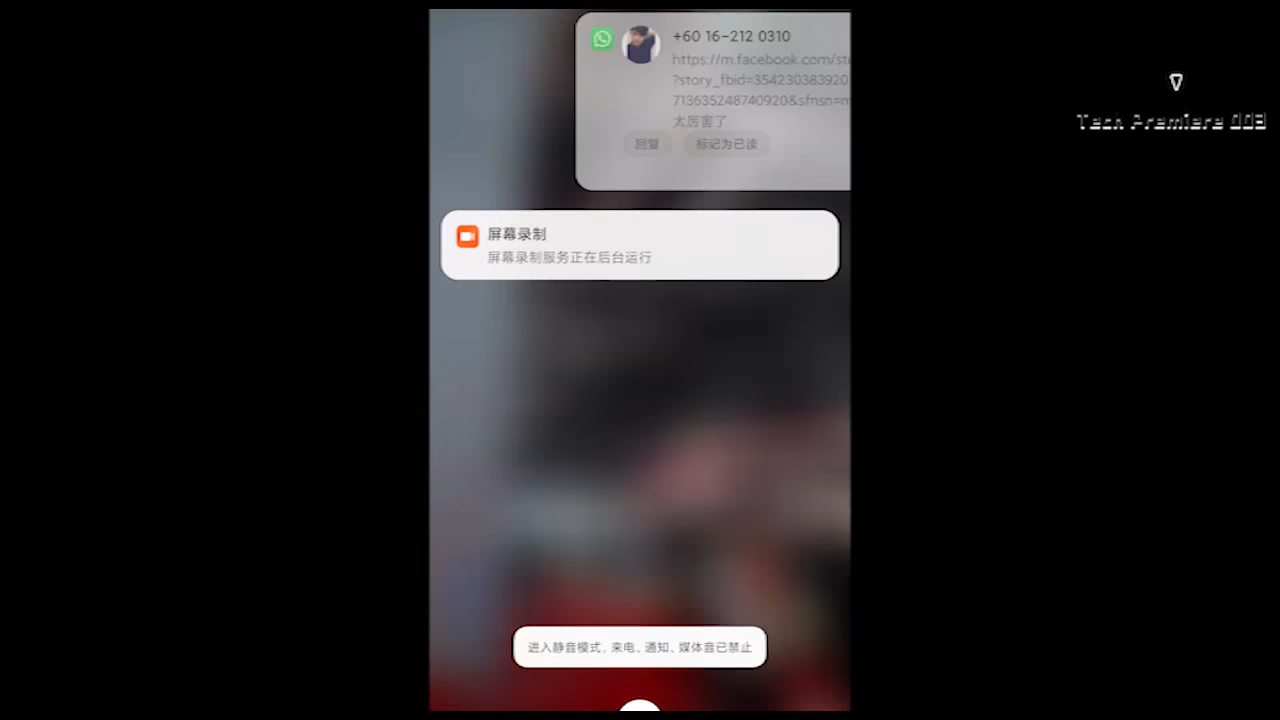 +60 16-212 0310
https://m.facebook.com/st
?story_fbid=354230383920
713635248740920&sfnsn=m
太厉害了
回复
标记为已读
Tech Premiere 003
屏幕录制
屏幕录制服务正在后台运行
进入静音模式，来电、通知、媒体音已禁止